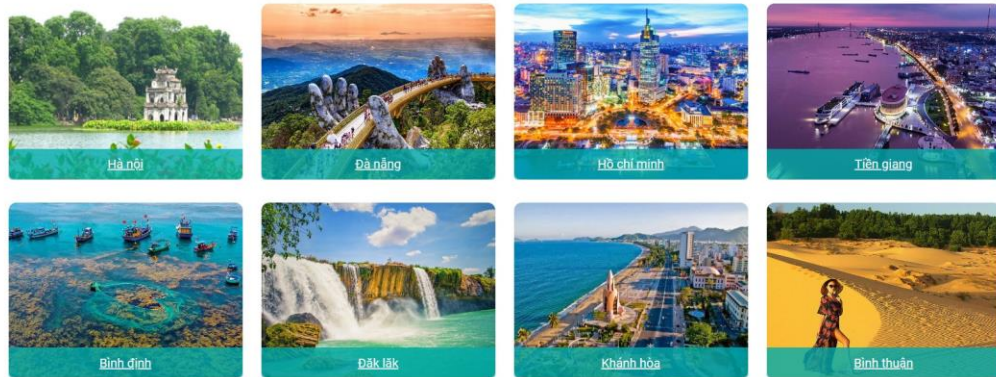 Hà nội
Đà nẵng
Hồ chí minh
Tiền giang
Bình định
Đăk lăk
Khánh hòa
Bình thuận